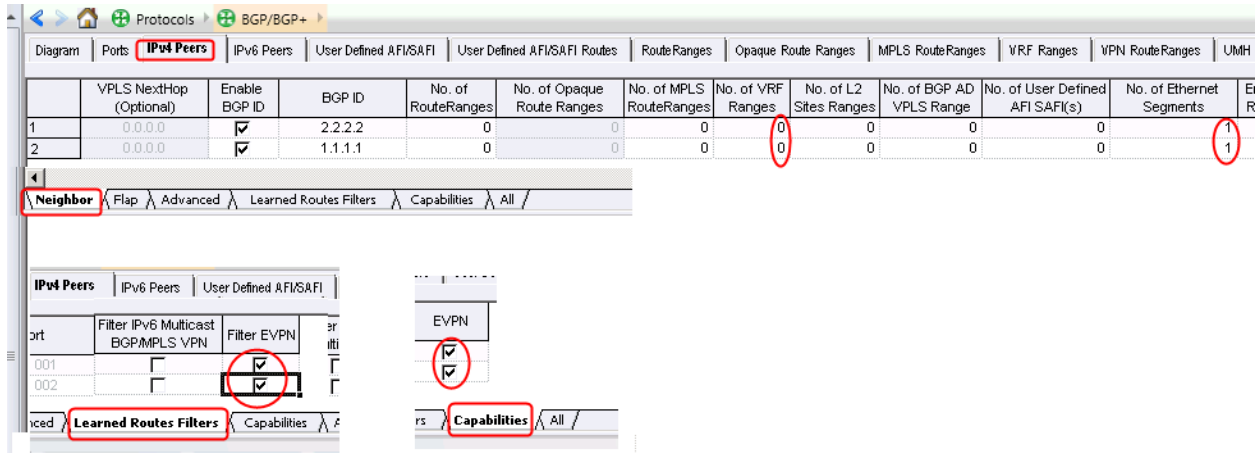 Protocols BGP/BGP+
Diagram Ports IPv4 Peers IPv6 Peers User Defined AFI/SAFI User Defined AFI/SAFI Routes RouteRanges Opaque Route Ranges MPLS RouteRanges VRF Ranges VPN RouteRanges UMH
VPLS NextHop Enable BGP ID No. of No. of Opaque No. of MPLS No. of VRF No. of L2 No. of BGP AD No. of User Defined No. of Ethernet
(Optional) BGP ID RouteRanges Route Ranges RouteRanges Ranges Sites Ranges VPLS Range AFI SAFI(s) Segments
1 0.0.0.0 2.2.2.2 0 0 0 0 0 0 0 1
2 0.0.0.0 1.1.1.1 0 0 0 0 0 0 0 1
Neighbor Flap Advanced Learned Routes Filters Capabilities All
IPv4 Peers IPv6 Peers User Defined AFI/SAFI
ort Filter IPv6 Multicast Filter EVPN EVPN
BGP/MPLS VPN
001
002
nced Learned Routes Filters Capabilities rs Capabilities All